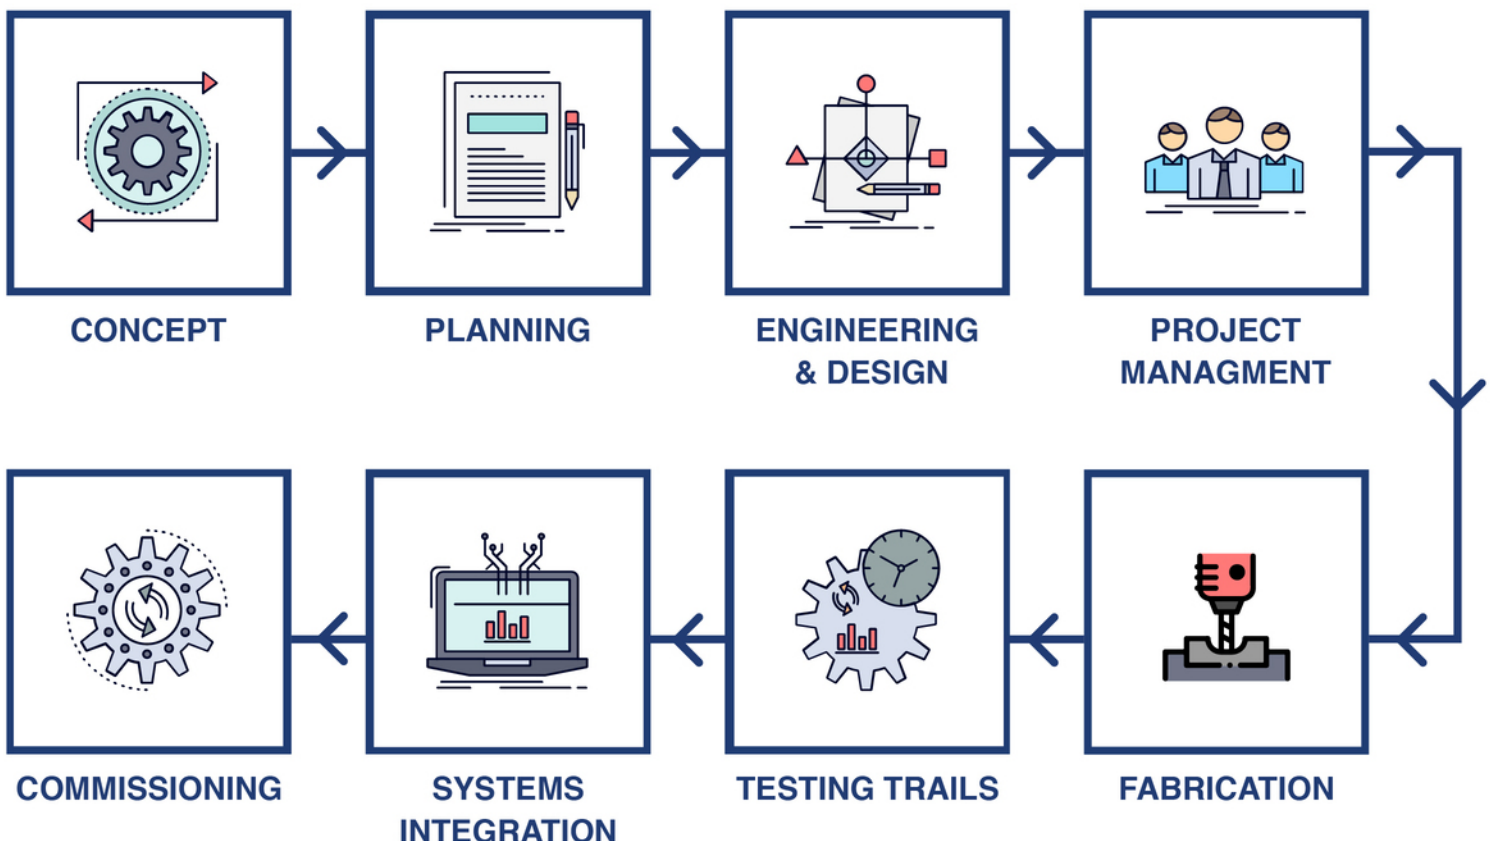 CONCEPT
PLANNING
ENGINEERING
& DESIGN
PROJECT
MANAGMENT
COMMISSIONING
SYSTEMS
INTEGRATION
TESTING TRAILS
FABRICATION